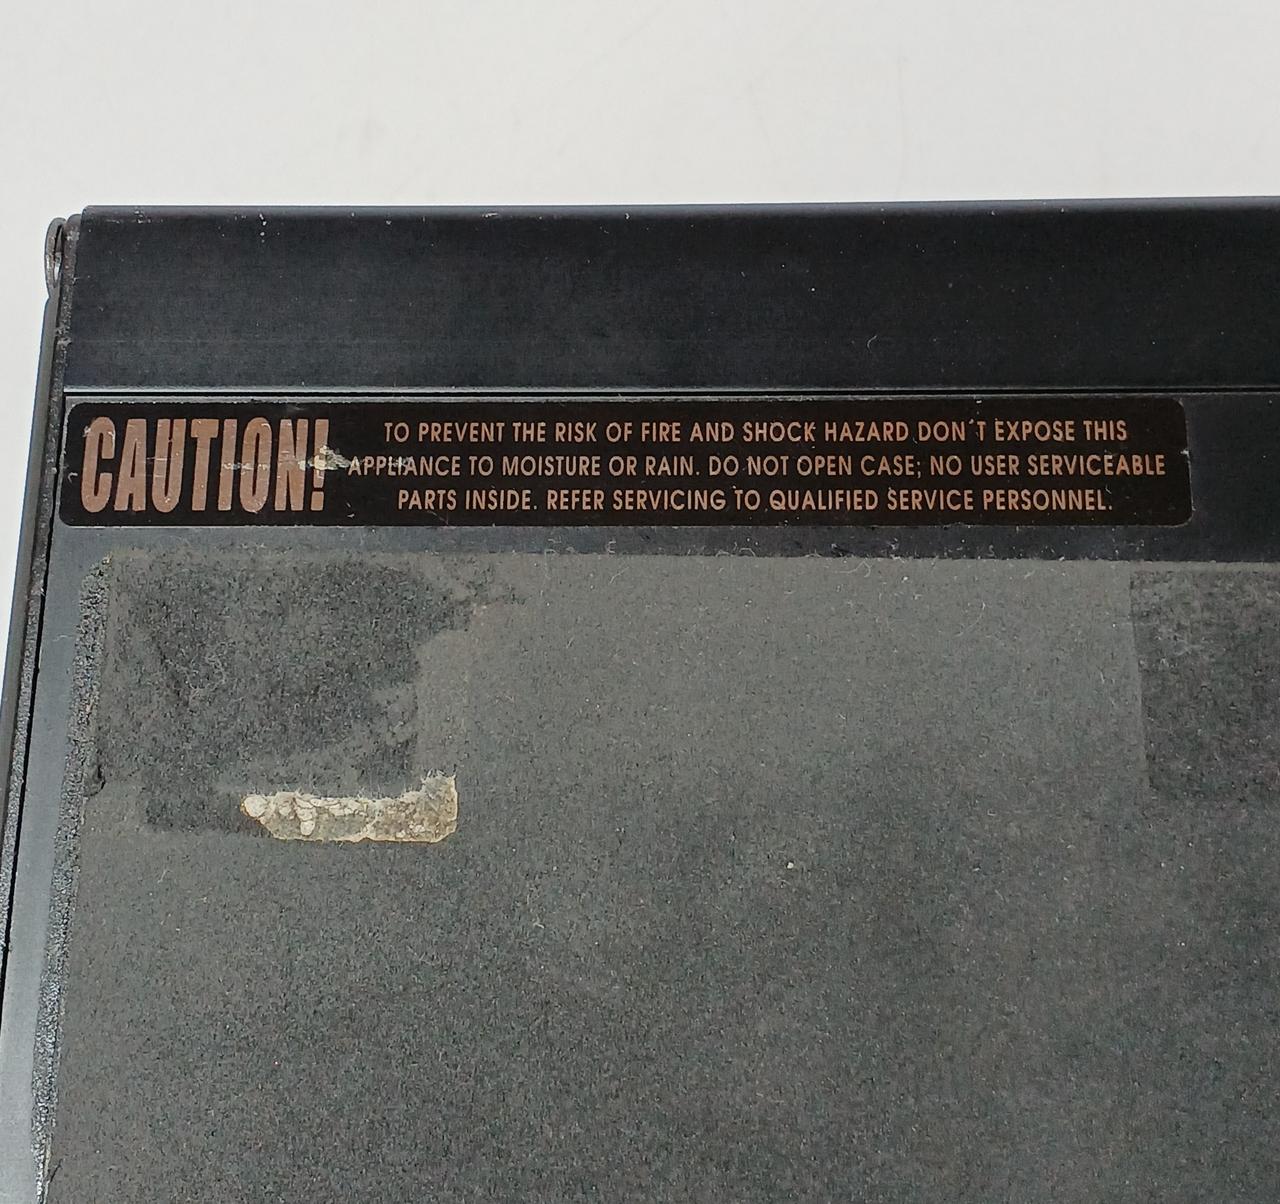 CAUTION!
TO PREVENT THE RISK OF FIRE AND SHOCK HAZARD DON´T EXPOSE THIS
APPLIANCE TO MOISTURE OR RAIN. DO NOT OPEN CASE; NO USER SERVICEABLE
PARTS INSIDE. REFER SERVICING TO QUALIFIED SERVICE PERSONNEL.